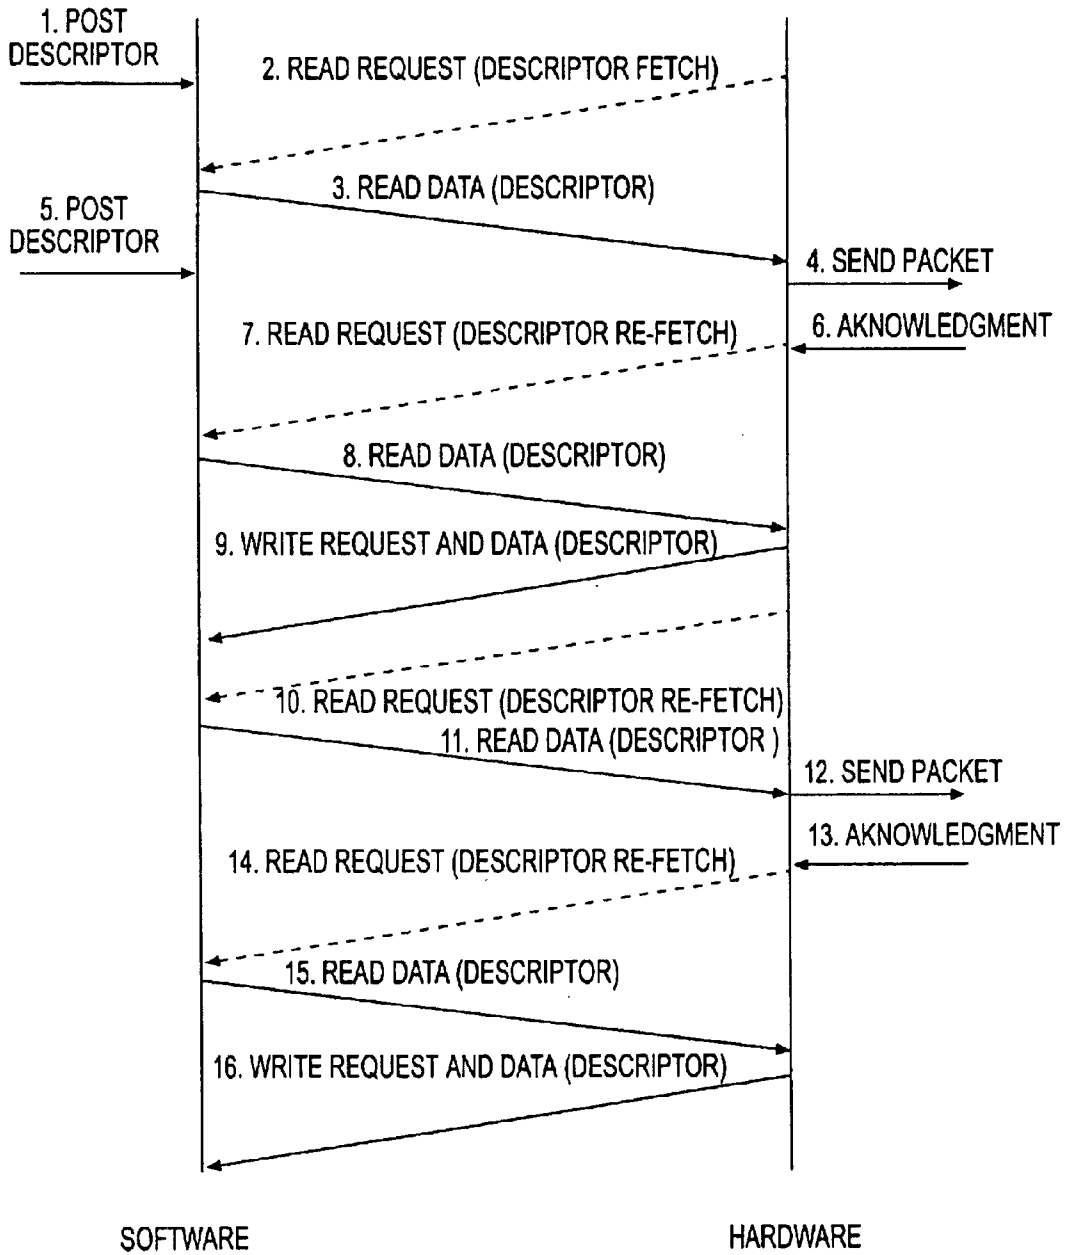 1. POST
DESCRIPTOR
2. READ REQUEST (DESCRIPTOR FETCH)
3. READ DATA (DESCRIPTOR)
5. POST
DESCRIPTOR
4. SEND PACKET
7. READ REQUEST (DESCRIPTOR RE-FETCH)
6. AKNOWLEDGMENT
8. READ DATA (DESCRIPTOR)
9. WRITE REQUEST AND DATA (DESCRIPTOR)
10. READ REQUEST (DESCRIPTOR RE-FETCH)
11. READ DATA (DESCRIPTOR )
12. SEND PACKET
13. AKNOWLEDGMENT
14. READ REQUEST (DESCRIPTOR RE-FETCH)
15. READ DATA (DESCRIPTOR)
16. WRITE REQUEST AND DATA (DESCRIPTOR)
SOFTWARE
HARDWARE